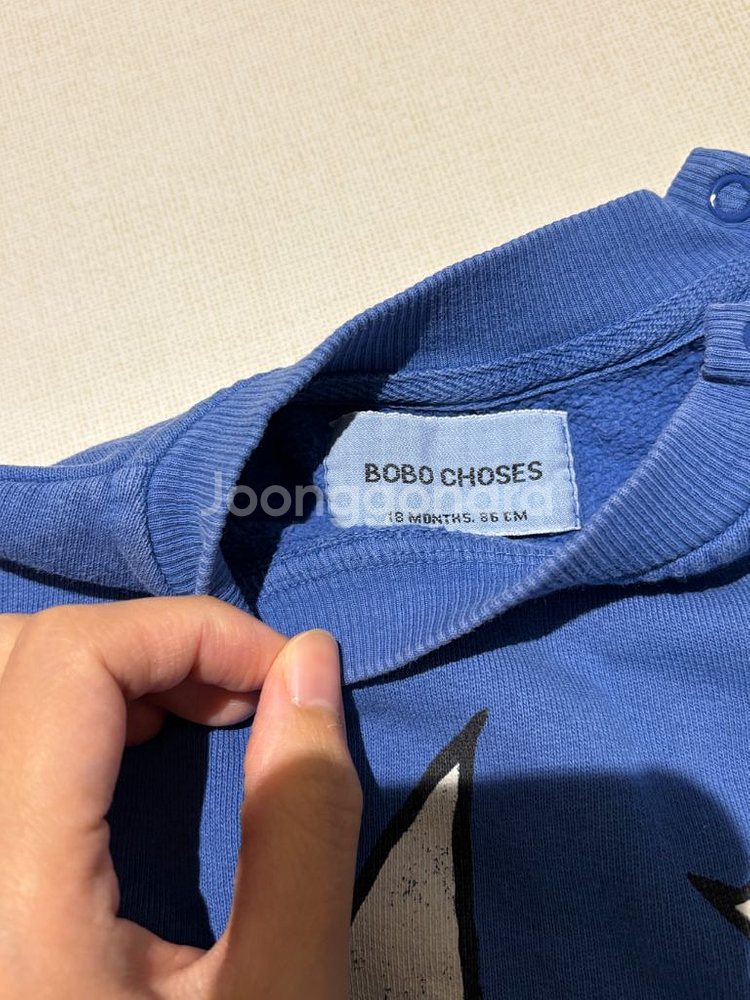 BOBO CHOSES
Joonggonara
18 MONTHS. 86 CM